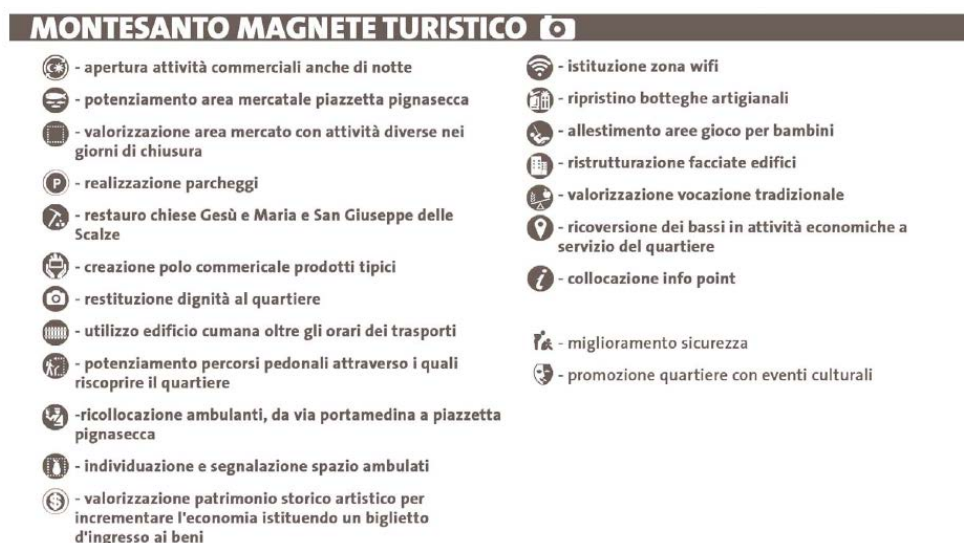 MONTESANTO MAGNETE TURISTICO
- apertura attività commerciali anche di notte
- potenziamento area mercatale piazzetta pignasecca
- valorizzazione area mercato con attività diverse nei
giorni di chiusura
P - realizzazione parcheggi
- restauro chiese Gesù e Maria e San Giuseppe delle
Scalze
- creazione polo commericale prodotti tipici
- restituzione dignità al quartiere
- utilizzo edificio cumana oltre gli orari dei trasporti
- potenziamento percorsi pedonali attraverso i quali
riscoprire il quartiere
-ricollocazione ambulanti, da via portamedina a piazzetta
pignasecca
- individuazione e segnalazione spazio ambulati
$ - valorizzazione patrimonio storico artistico per
incrementare l'economia istituendo un biglietto
d'ingresso ai beni
- istituzione zona wifi
- ripristino botteghe artigianali
- allestimento aree gioco per bambini
- ristrutturazione facciate edifici
- valorizzazione vocazione tradizionale
- ricoversione dei bassi in attività economiche a
servizio del quartiere
i - collocazione info point
- miglioramento sicurezza
- promozione quartiere con eventi culturali